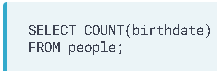 SELECT COUNT(birthdate)
FROM people;